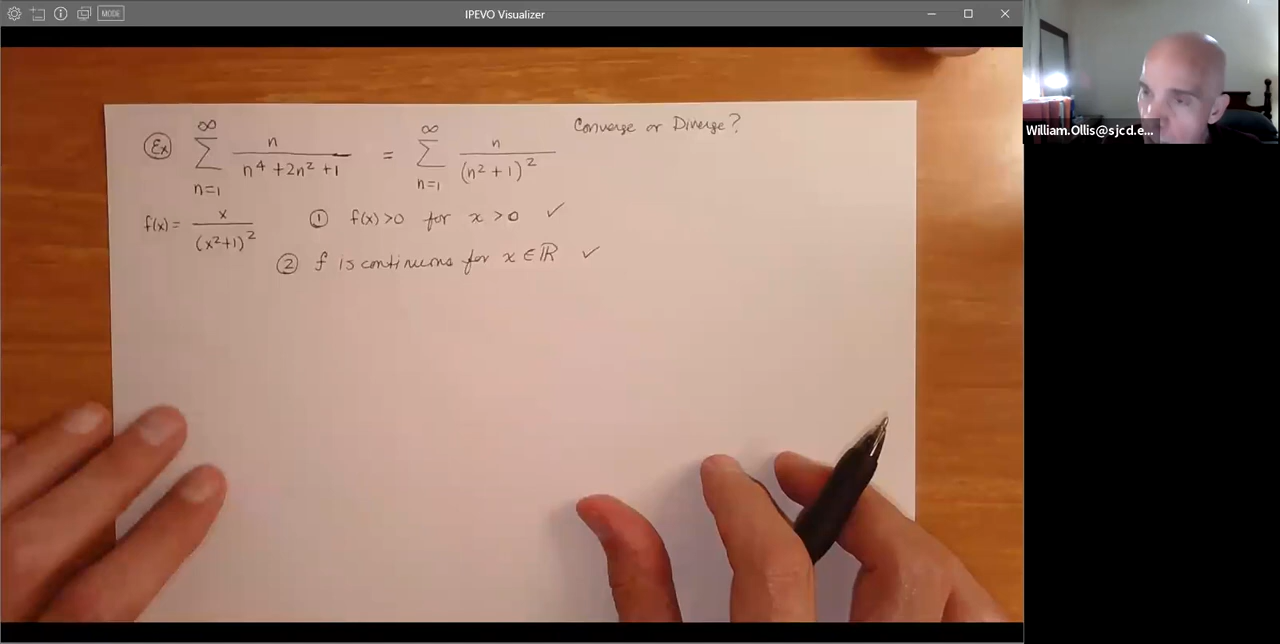 MODE
IPEVO Visualizer
Ex ∞ Σ n=1 n / (n⁴ + 2n² + 1) = ∞ Σ n=1 n / (n² + 1)² Converge or Diverge?
f(x) = x / (x²+1)² ① f(x) > 0 for x > 0 ✓
② f is continuous for x ∈ ℝ ✓
William.Ollis@sjcd.e...